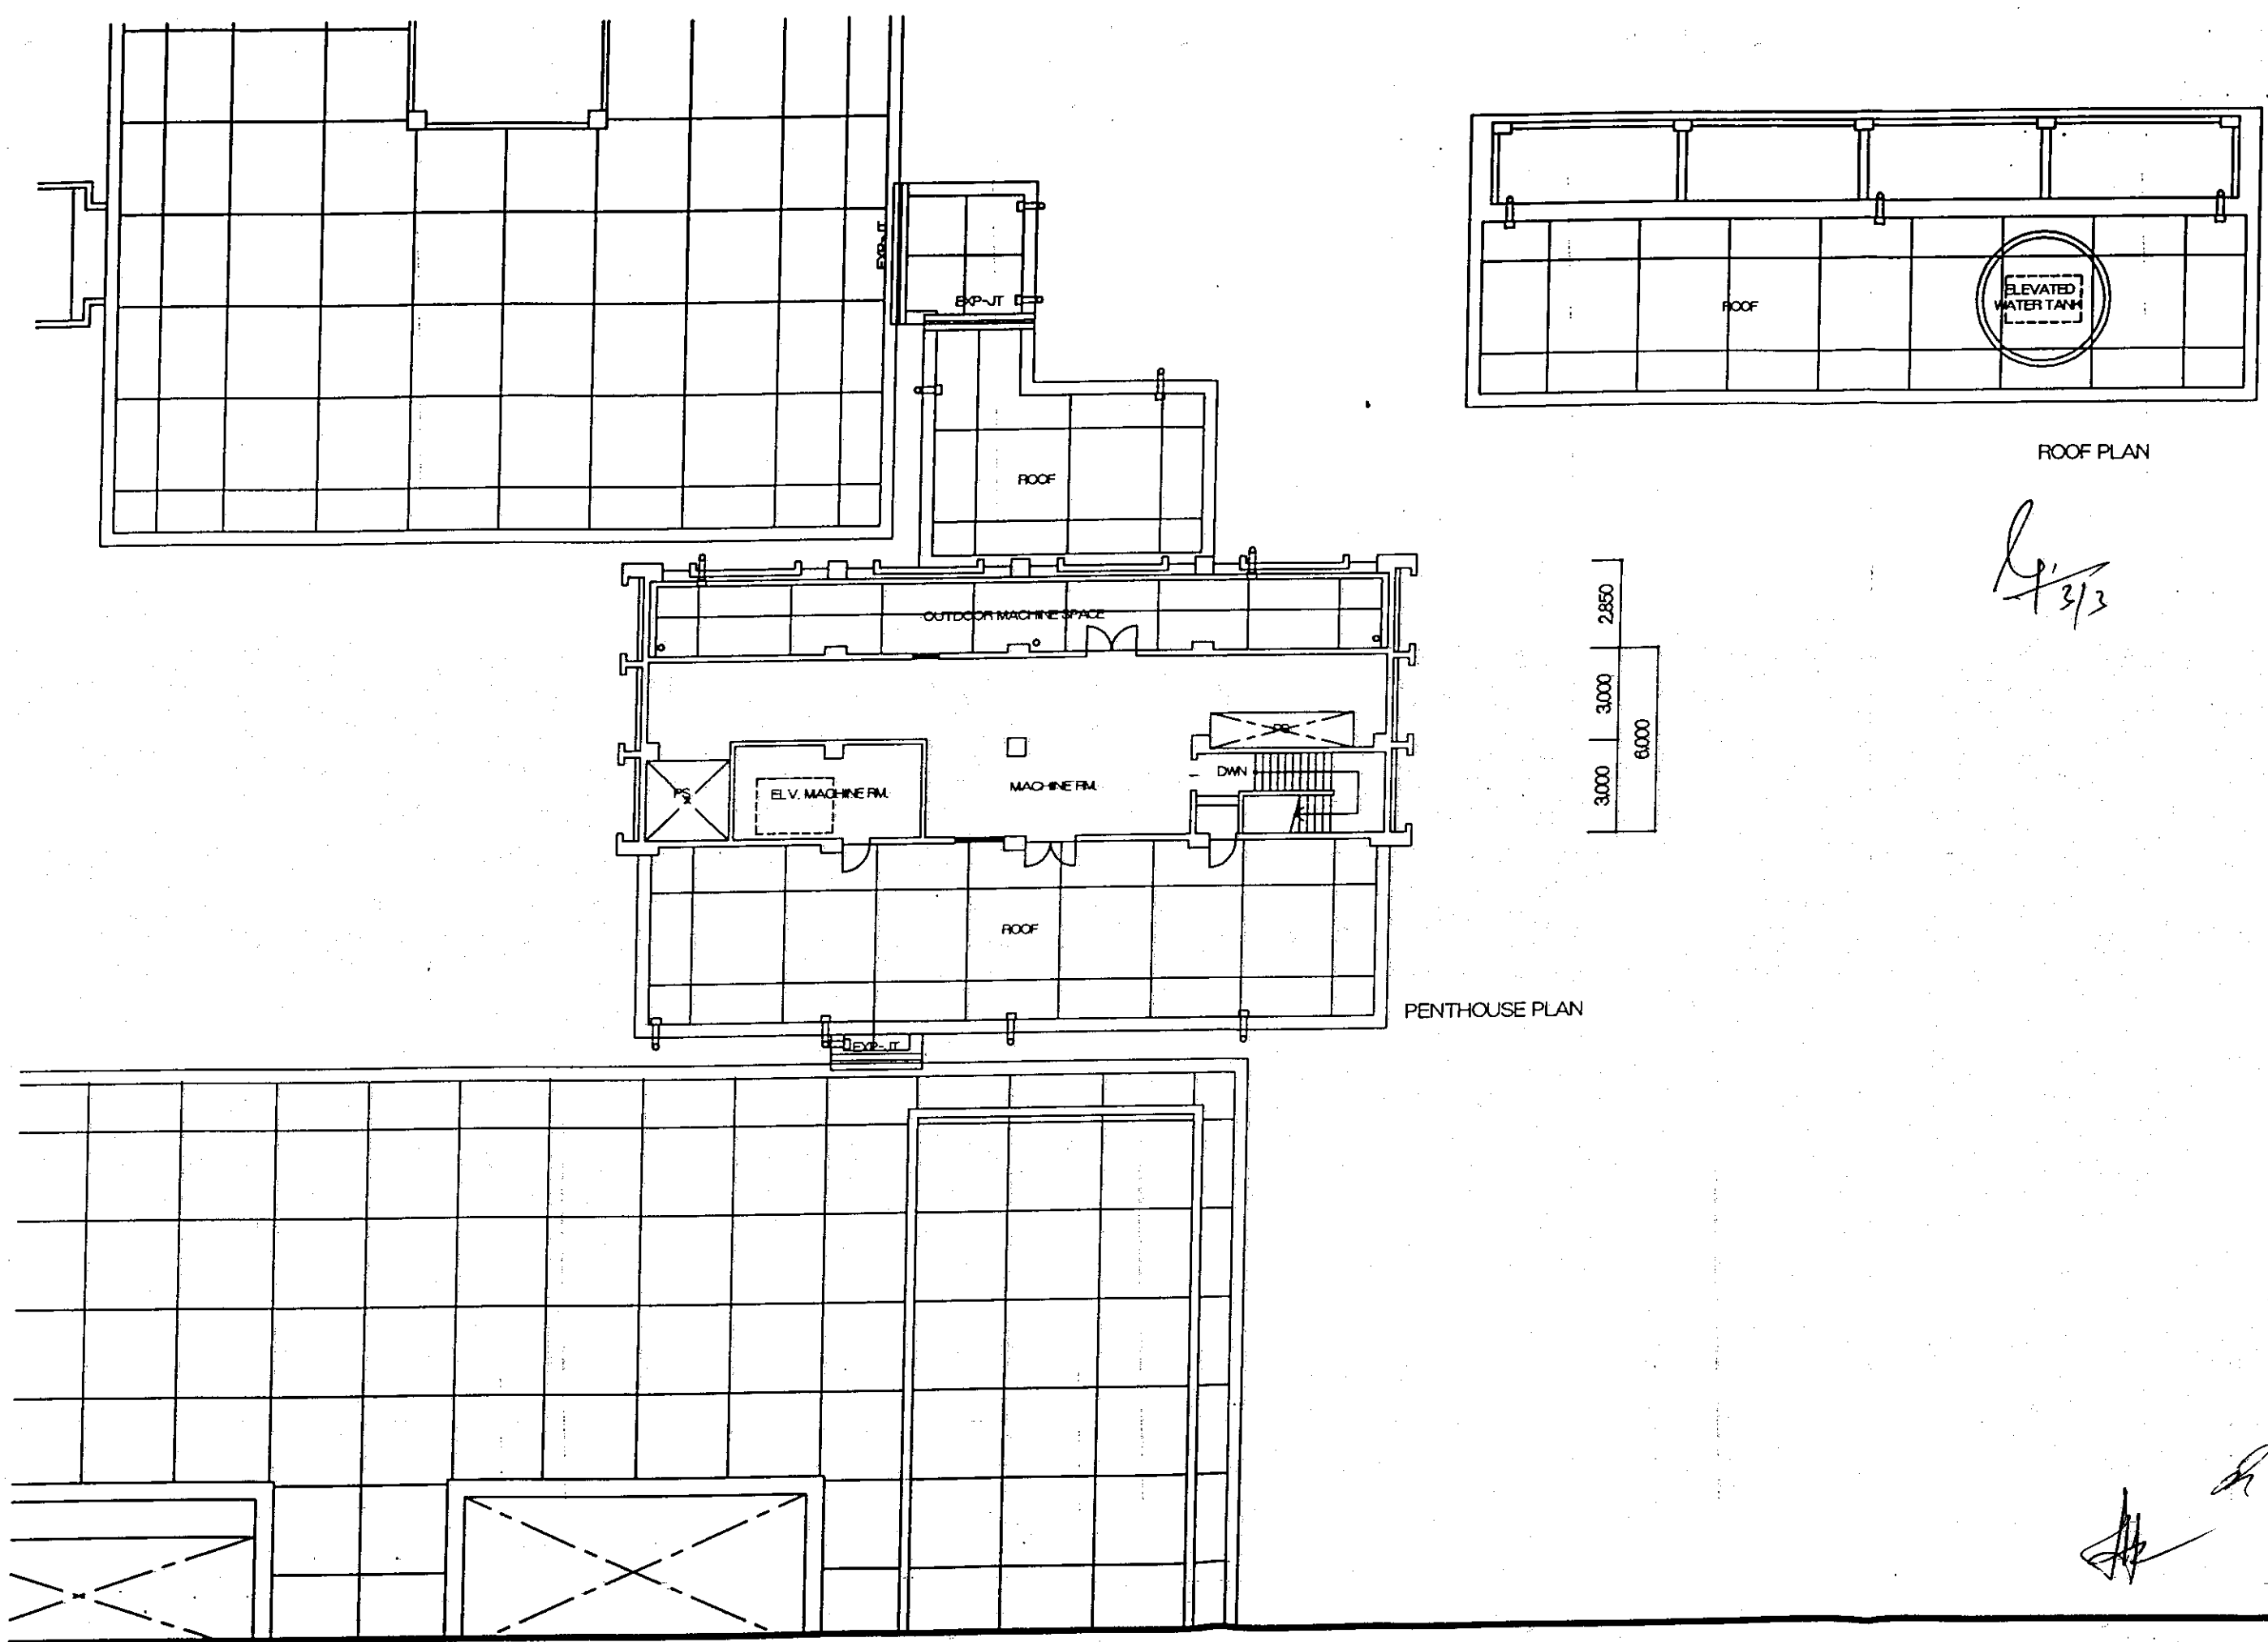 EXP-JT
EXP-JT
ROOF
ELEVATED
WATER TANK
ROOF
ROOF PLAN
3/3
OUTDOOR MACHINE SPACE
2.850
3.000
3.000
6.000
PS
DWN
PS
ELV. MACHINE RM.
MACHINE RM.
ROOF
PENTHOUSE PLAN
EXP-JT